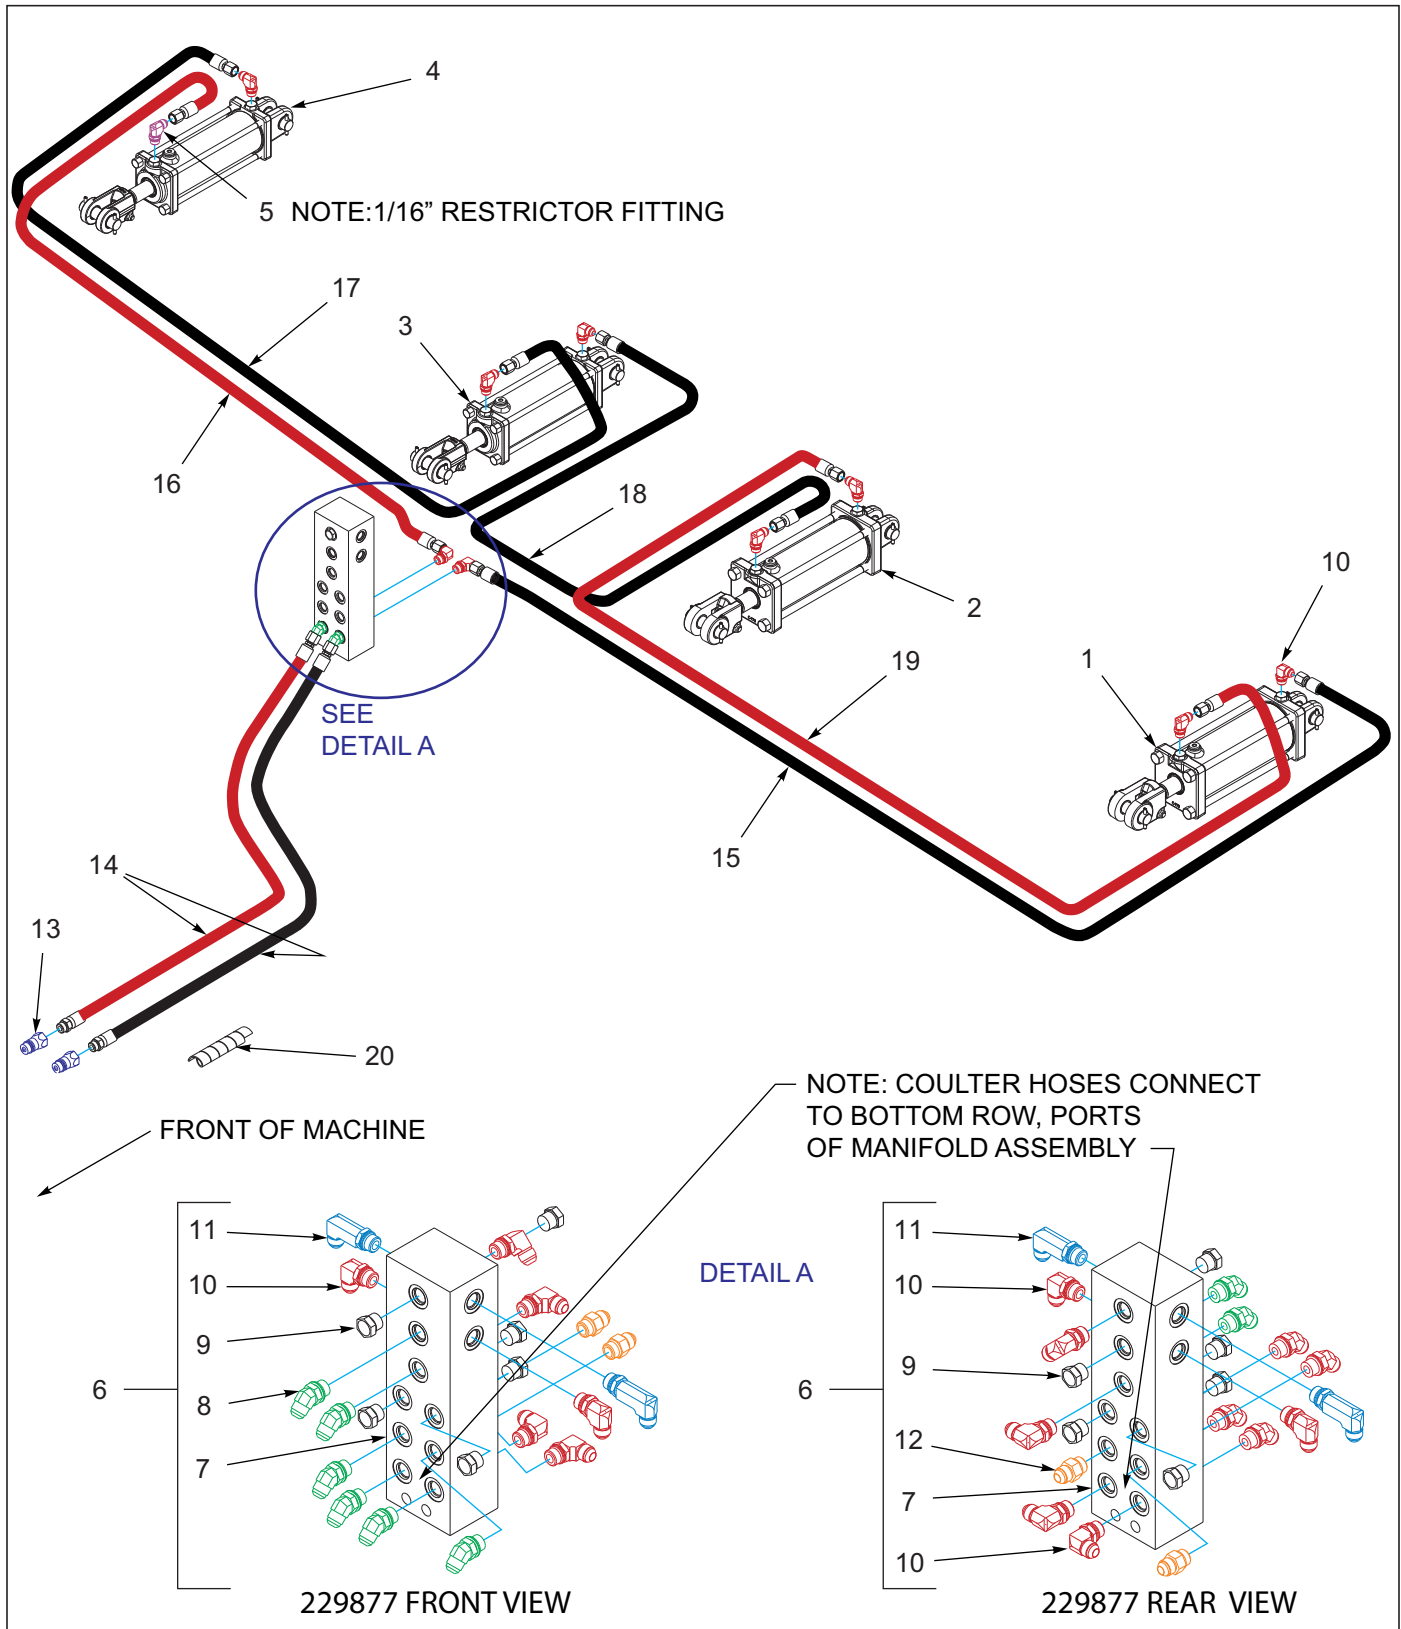 4
5 NOTE:1/16" RESTRICTOR FITTING
17
3
16
18
10
2
1
19
SEE
DETAIL A
15
14
13
20
NOTE: COULTER HOSES CONNECT
TO BOTTOM ROW, PORTS
OF MANIFOLD ASSEMBLY
FRONT OF MACHINE
DETAIL A
6
11
10
9
8
7
229877 FRONT VIEW
6
11
10
9
12
7
10
229877 REAR VIEW